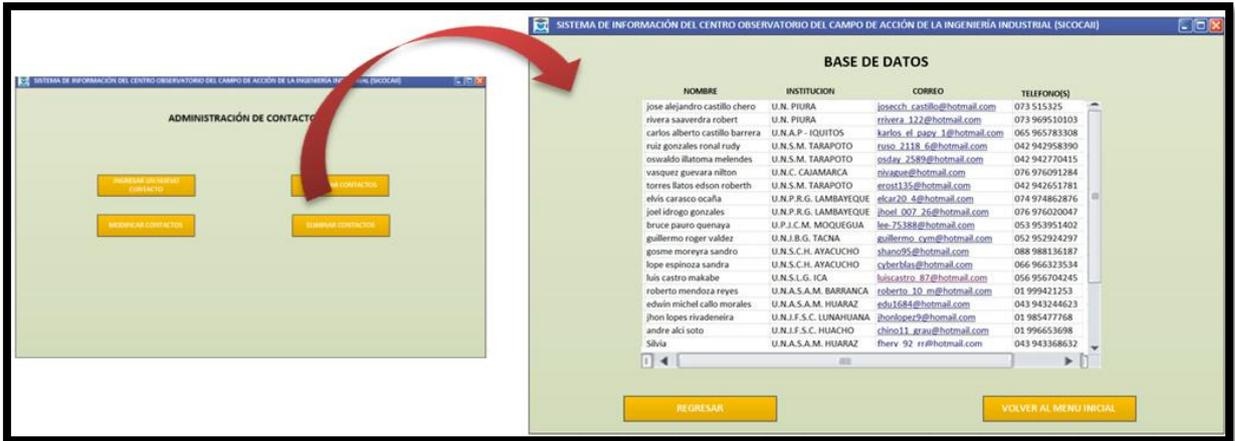 SISTEMA DE INFORMACIÓN DEL CENTRO OBSERVATORIO DEL CAMPO DE ACCIÓN DE LA INGENIERÍA INDUSTRIAL (SICOCAII)
ADMINISTRACIÓN DE CONTACTO
INGRESAR UN NUEVO
CONTACTO
CONTACTOS
MODIFICAR CONTACTOS
ELIMINAR CONTACTOS
SISTEMA DE INFORMACIÓN DEL CENTRO OBSERVATORIO DEL CAMPO DE ACCIÓN DE LA INGENIERÍA INDUSTRIAL (SICOCAII)
BASE DE DATOS
NOMBRE INSTITUCION CORREO TELEFONO(S)
jose alejandro castillo chero U.N. PIURA josecch_castillo@hotmail.com 073 515325
rivera saaverdra robert U.N. PIURA rrivera_122@hotmail.com 073 969510103
carlos alberto castillo barrera U.N.A.P - IQUITOS karlos_el_papy_1@hotmail.com 065 965783308
ruiz gonzales ronal rudy U.N.S.M. TARAPOTO ruso_2118_6@hotmail.com 042 942958390
oswaldo illatoma melendes U.N.S.M. TARAPOTO osday_2589@hotmail.com 042 942770415
vasquez guevara nilton U.N.C. CAJAMARCA nivague@hotmail.com 076 976091284
torres llatos edson roberth U.N.S.M. TARAPOTO erost135@hotmail.com 042 942651781
elvis carasco ocaña U.N.P.R.G. LAMBAYEQUE elcar20_4@hotmail.com 074 974862876
joel idrogo gonzales U.N.P.R.G. LAMBAYEQUE jhoel_007_26@hotmail.com 076 976020047
bruce pauro quenaya U.P.J.C.M. MOQUEGUA lee-75388@hotmail.com 053 953951402
guillermo roger valdez U.N.J.B.G. TACNA guillermo_cym@hotmail.com 052 952924297
gosme moreyra sandro U.N.S.C.H. AYACUCHO shano95@hotmail.com 088 988136187
lope espinoza sandra U.N.S.C.H. AYACUCHO cyberblas@hotmail.com 066 966323534
luis castro makabe U.N.S.L.G. ICA luiscastro_87@hotmail.com 056 956704245
roberto mendoza reyes U.N.A.S.A.M. BARRANCA roberto_10_m@hotmail.com 01 999421253
edwin michel callo morales U.N.A.S.A.M. HUARAZ edu1684@hotmail.com 043 943244623
jhon lopes rivadeneira U.N.J.F.S.C. LUNAHUANA jhonlopez9@homail.com 01 985477768
andre alci soto U.N.J.F.S.C. HUACHO chino11_grau@hotmail.com 01 996653698
Silvia U.N.A.S.A.M. HUARAZ fherv_92_rr@hotmail.com 043 943368632
REGRESAR VOLVER AL MENU INICIAL